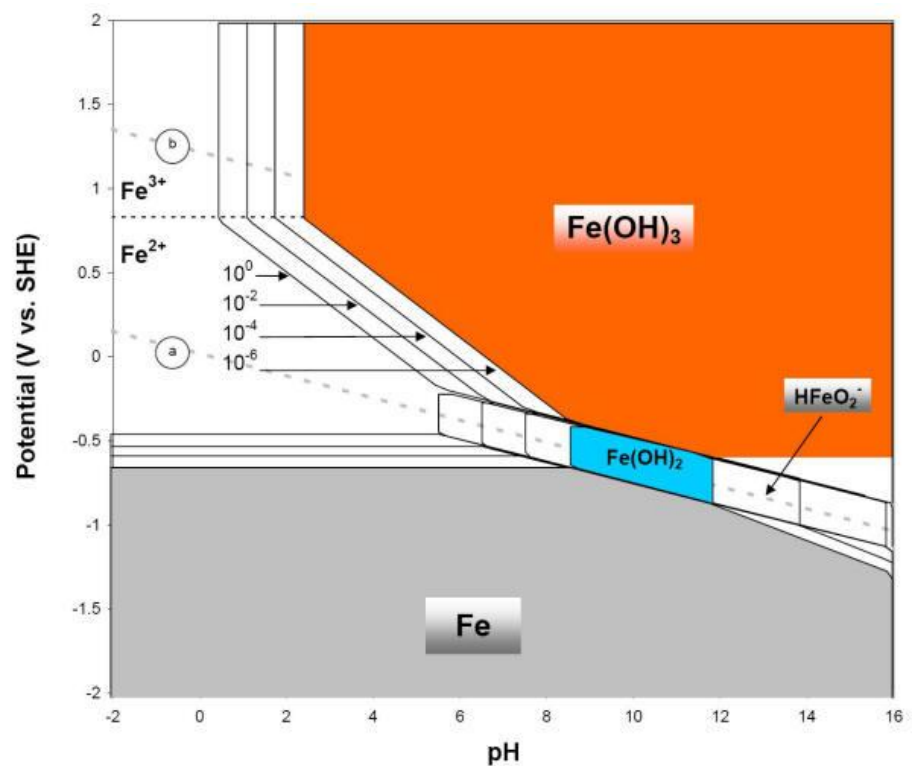 2
1.5
1
0.5
0
-0.5
-1
-1.5
-2
Potential (V vs. SHE)
b
Fe³⁺
Fe²⁺
Fe(OH)₃
10⁰
10⁻²
10⁻⁴
10⁻⁶
a
HFeO₂⁻
Fe(OH)₂
Fe
-2 0 2 4 6 8 10 12 14 16
pH